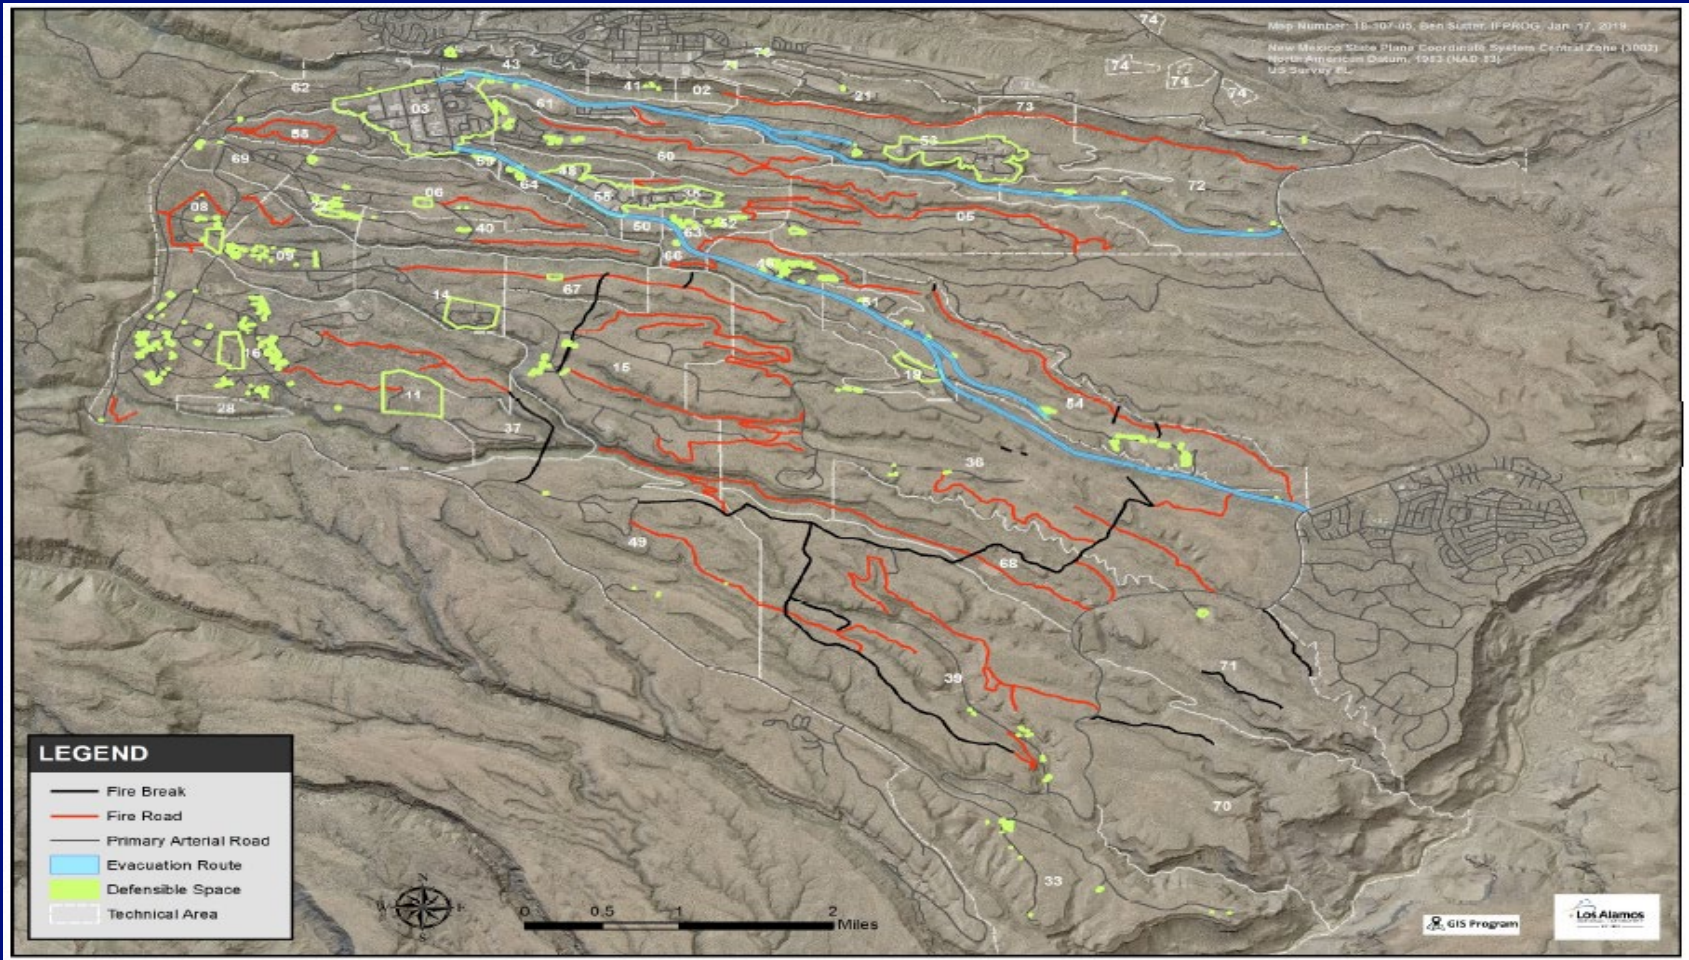 74
Map Number: 18-107-05, Ben Sutter, IFPROG, Jan. 17, 2019
New Mexico State Plane Coordinate System Central Zone (3002)
North American Datum, 1983 (NAD 83)
US Survey Ft.
43
74
74
74
62
41
02
21
73
03
61
58
53
69
60
59
72
48
64
06
55
35
08
05
40
50
52
63
09
66
46
67
14
51
16
15
18
11
54
28
37
36
49
68
71
39
70
33
LEGEND
Fire Break
Fire Road
Primary Arterial Road
Evacuation Route
Defensible Space
Technical Area
N
W
E
S
0 0.5 1 2
Miles
GIS Program
Los Alamos